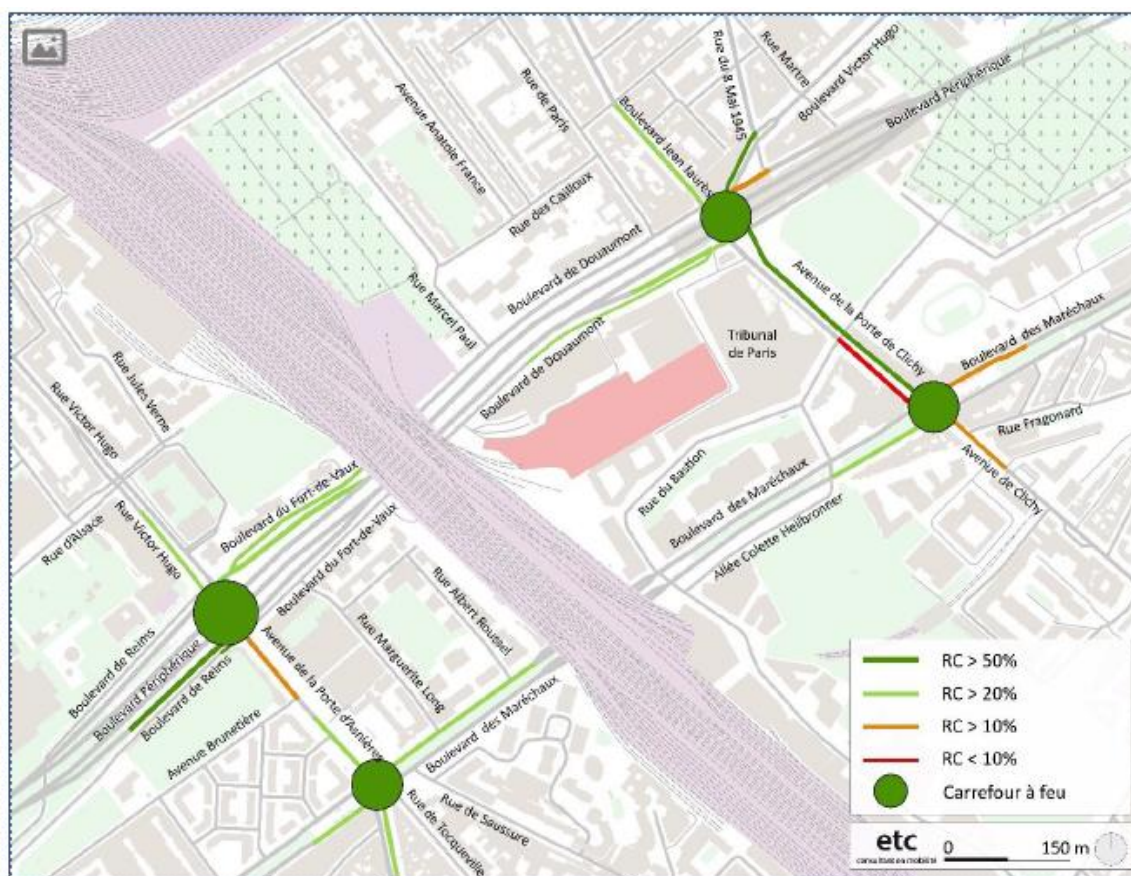 Rue du 8 Mai 1945
Rue Martre
Boulevard Victor Hugo
Boulevard Périphérique
Rue de Paris
Boulevard Jean Jaurès
Avenue Anatole France
Rue des Cailloux
Boulevard de Douaumont
Rue Marcel Paul
Avenue de la Porte de Clichy
Boulevard des Maréchaux
Boulevard de Douaumont
Tribunal
de Paris
Rue Jules Verne
Rue Victor Hugo
Rue Fragonard
Avenue de Clichy
Rue du Bastion
Boulevard des Maréchaux
Allée Colette Heilbronner
Boulevard du Fort-de-Vaux
Rue d'Alsace
Rue Victor Hugo
Boulevard du Fort-de-Vaux
Rue Albert Roussel
Rue Marguerite Long
Avenue de la Porte d'Asnières
Boulevard de Reims
Boulevard Périphérique
Boulevard de Reims
Avenue Brunetière
Boulevard des Maréchaux
Rue de Saussure
Rue de Tocqueville
RC > 50%
RC > 20%
RC > 10%
RC < 10%
Carrefour à feu
etc
consultant en mobilité
0 150 m